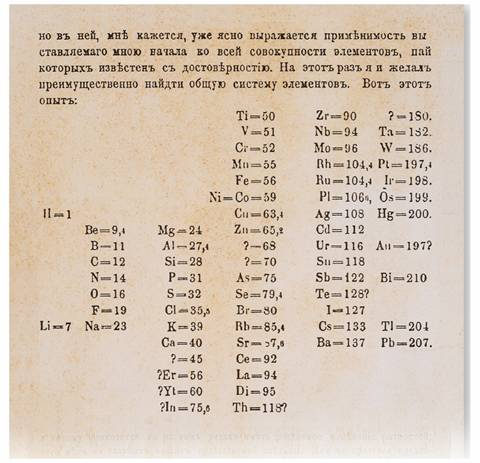 но въ ней, мнѣ кажется, уже ясно выражается примѣнимость вы
ставляемаго мною начала ко всей совокупности элементовъ, пай
которыхъ извѣстенъ съ достовѣрностію. На этотъ разъ я и желалъ
преимущественно найдти общую систему элементовъ. Вотъ этотъ
опытъ:
Ti=50 Zr=90 ?=180.
V=51 Nb=94 Ta=182.
Cr=52 Mo=96 W=186.
Mn=55 Rh=104,4 Pt=197,4
Fe=56 Ru=104,4 Ir=198.
Ni=Co=59 Pl=106,6 Os=199.
H=1 Cu=63,4 Ag=108 Hg=200.
Be=9,4 Mg=24 Zn=65,2 Cd=112
B=11 Al=27,4 ?=68 Ur=116 Au=197?
C=12 Si=28 ?=70 Sn=118
N=14 P=31 As=75 Sb=122 Bi=210
O=16 S=32 Se=79,4 Te=128?
F=19 Cl=35,5 Br=80 I=127
Li=7 Na=23 K=39 Rb=85,4 Cs=133 Tl=204
Ca=40 Sr=87,6 Ba=137 Pb=207.
?=45 Ce=92
?Er=56 La=94
?Yt=60 Di=95
?In=75,6 Th=118?